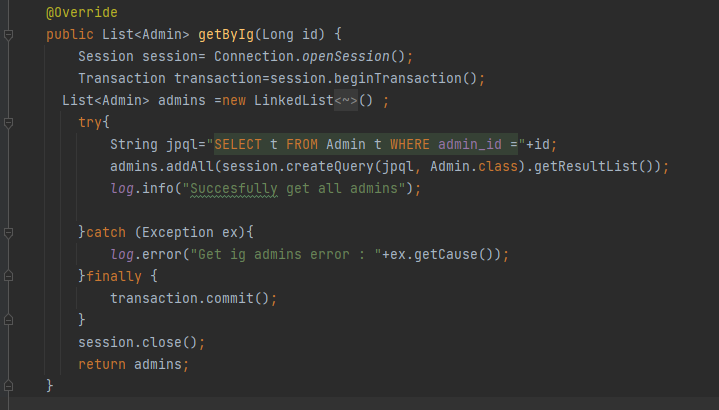 @Override
public List<Admin> getByIg(Long id) {
Session session= Connection.openSession();
Transaction transaction=session.beginTransaction();
List<Admin> admins =new LinkedList<~>() ;
try{
String jpql="SELECT t FROM Admin t WHERE admin_id ="+id;
admins.addAll(session.createQuery(jpql, Admin.class).getResultList());
log.info("Succesfully get all admins");
}catch (Exception ex){
log.error("Get ig admins error : "+ex.getCause());
}finally {
transaction.commit();
}
session.close();
return admins;
}